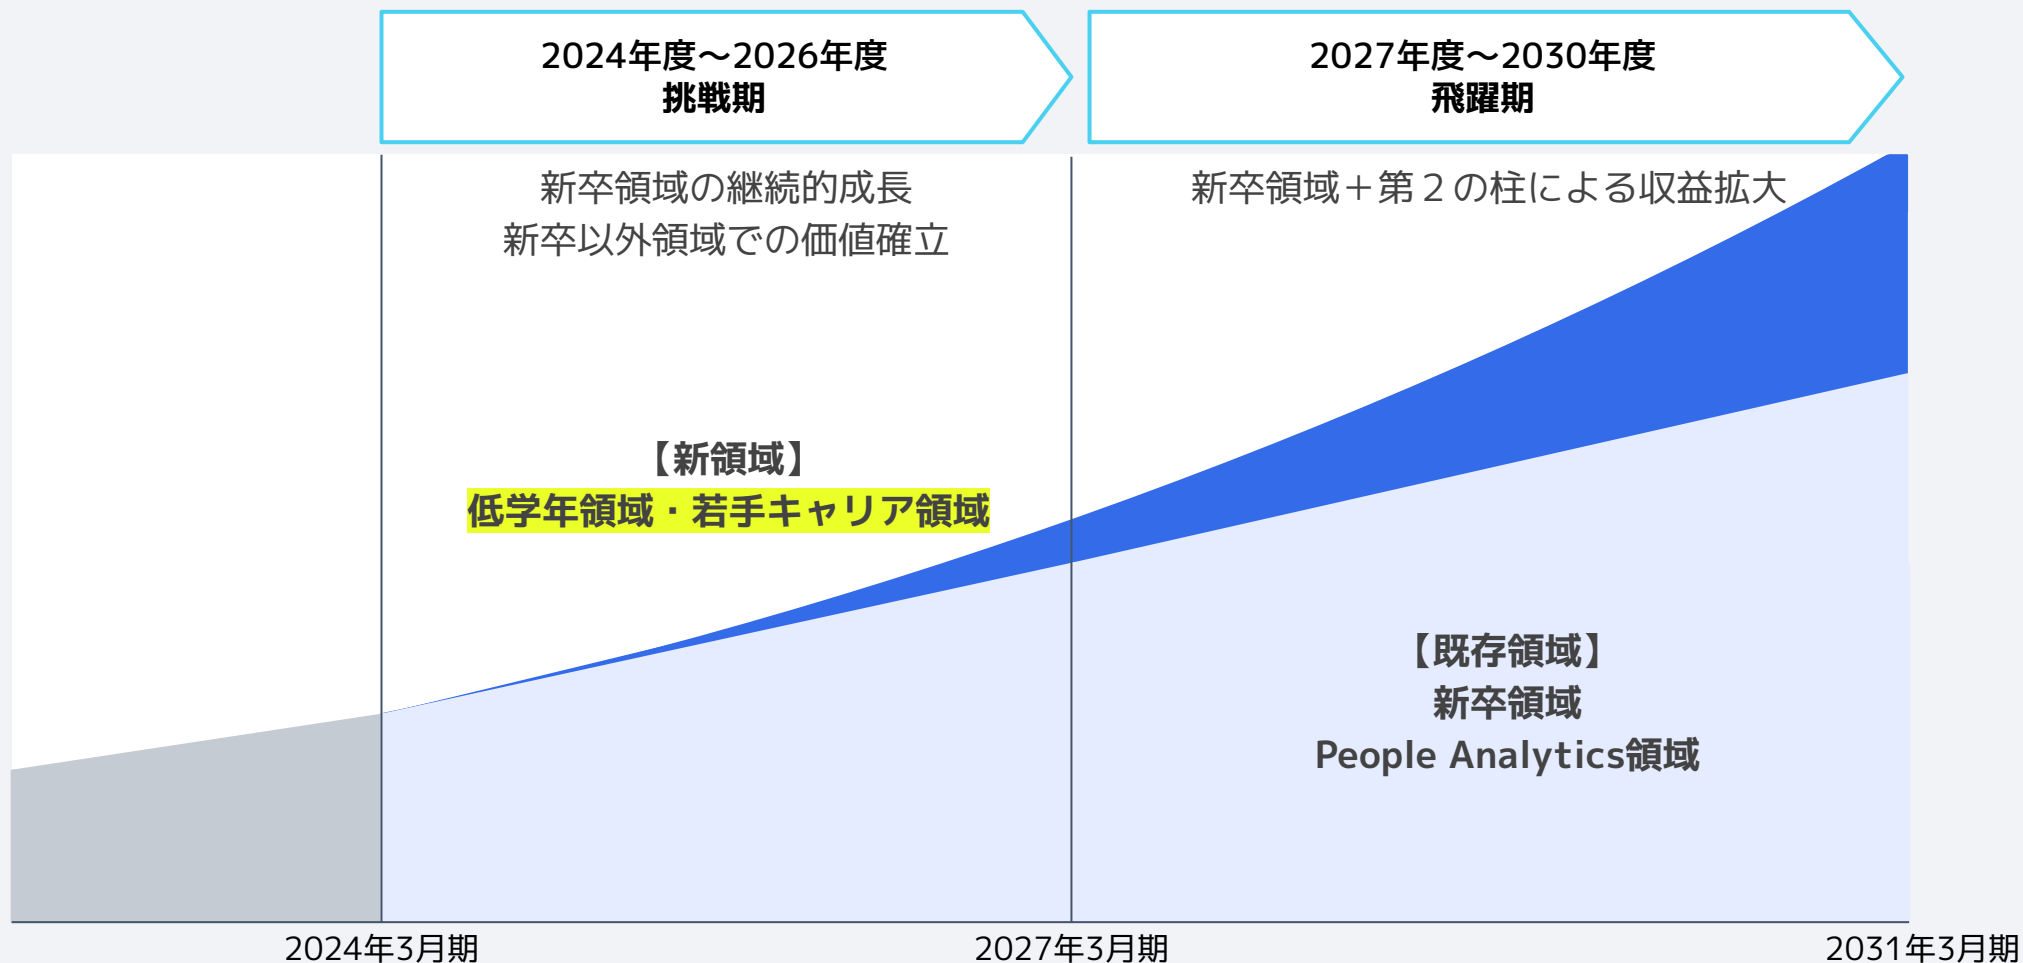 2024年度～2026年度
挑戦期
2027年度～2030年度
飛躍期
新卒領域の継続的成長
新卒以外領域での価値確立
新卒領域＋第２の柱による収益拡大
【新領域】
低学年領域・若手キャリア領域
【既存領域】
新卒領域
People Analytics領域
2024年3月期
2027年3月期
2031年3月期